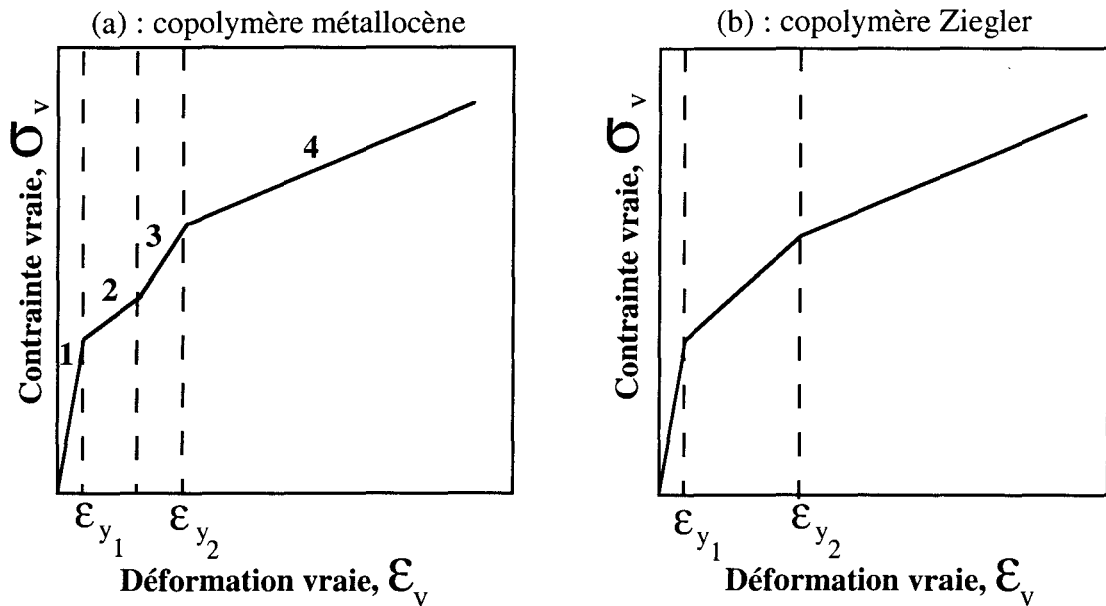 (a) : copolymère métallocène
Contrainte vraie, σv
1
2
3
4
εy1
εy2
Déformation vraie, εv
(b) : copolymère Ziegler
Contrainte vraie, σv
εy1
εy2
Déformation vraie, εv